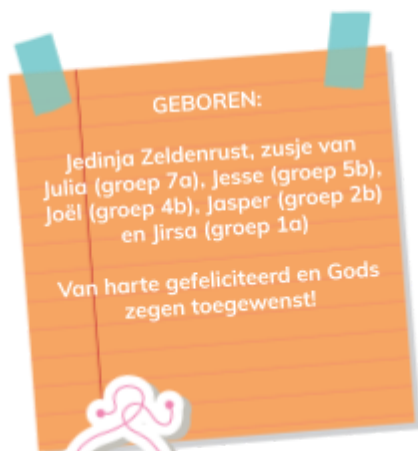 GEBOREN:
Jedinja Zeldenrust, zusje van
Julia (groep 7a), Jesse (groep 5b),
Joël (groep 4b), Jasper (groep 2b)
en Jirsa (groep 1a)
Van harte gefeliciteerd en Gods
zegen toegewenst!